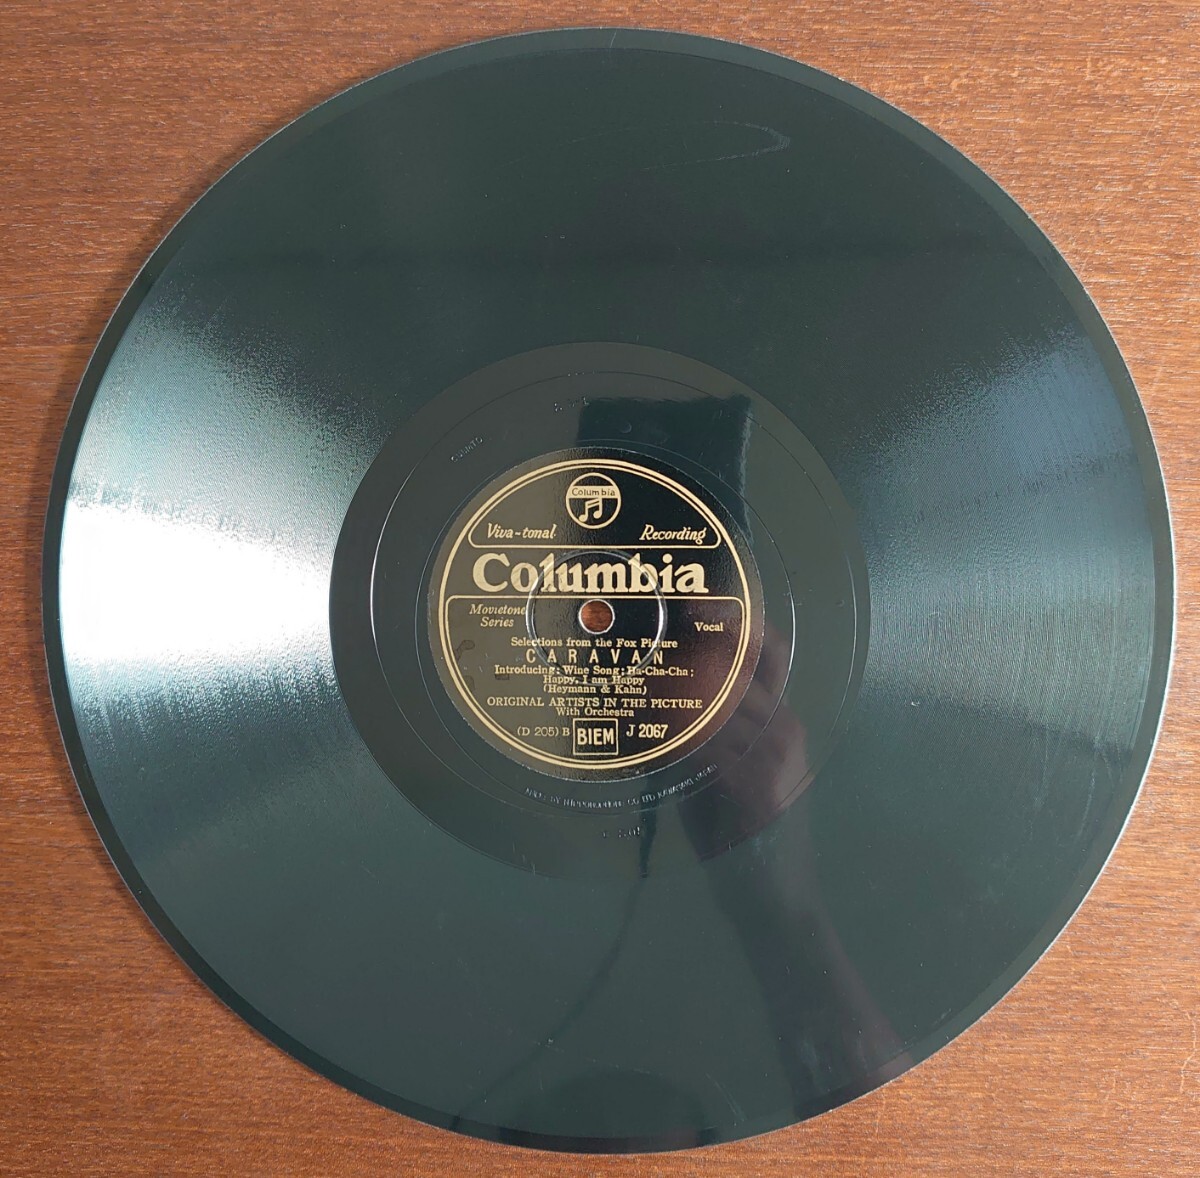 Columbia
Viva-tonal Recording
Columbia
Movietone Series
Vocal
Selections from the Fox Picture
CARAVAN
Introducing: Wine Song; Ha-Cha-Cha;
Happy, I am Happy
(Heymann & Kahn)
ORIGINAL ARTISTS IN THE PICTURE
With Orchestra
(D 205) B BIEM J 2067